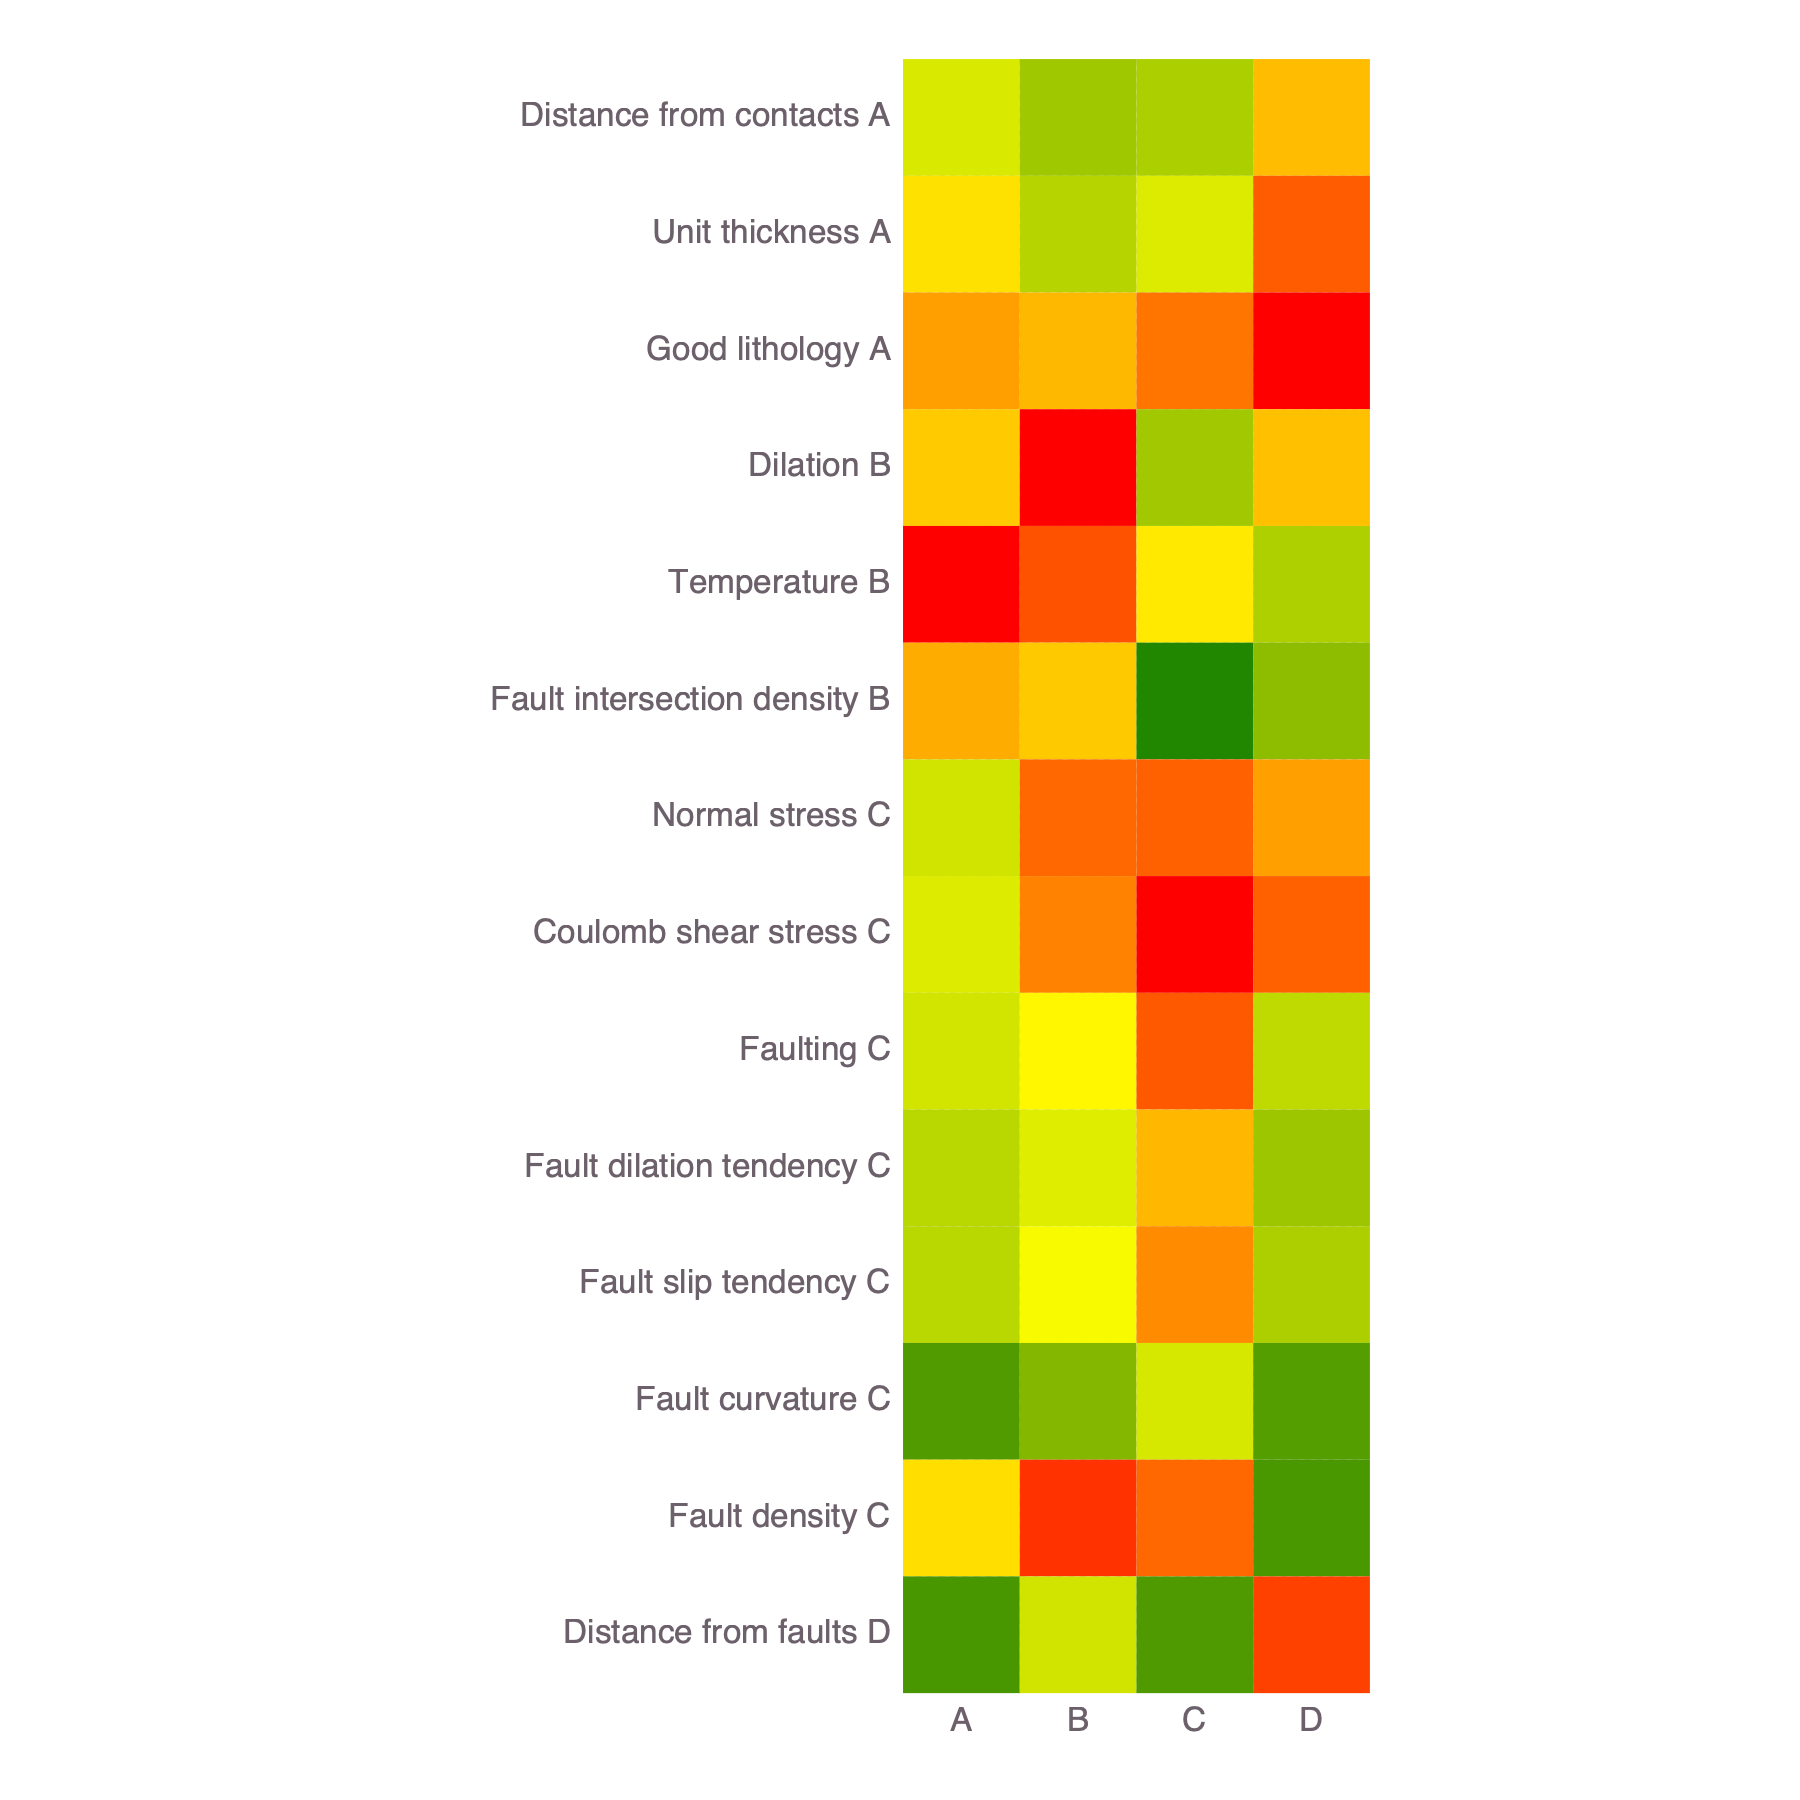 Distance from contacts A
Unit thickness A
Good lithology A
Dilation B
Temperature B
Fault intersection density B
Normal stress C
Coulomb shear stress C
Faulting C
Fault dilation tendency C
Fault slip tendency C
Fault curvature C
Fault density C
Distance from faults D
A B C D